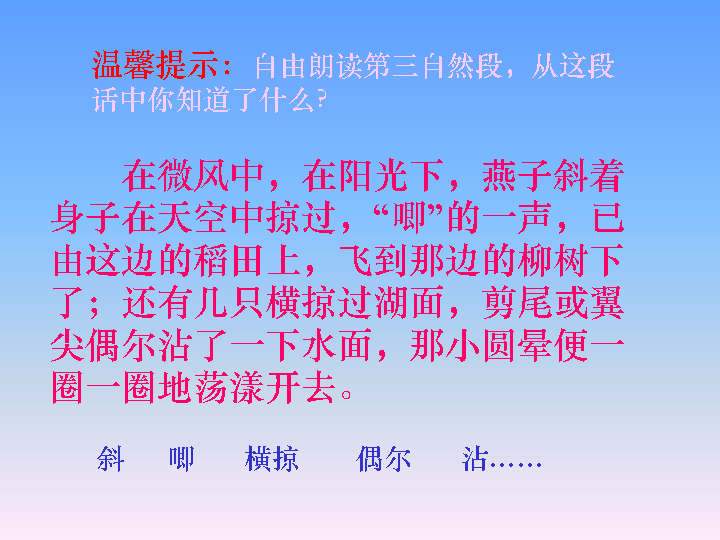 温馨提示：自由朗读第三自然段，从这段
话中你知道了什么?
在微风中，在阳光下，燕子斜着
身子在天空中掠过，“唧”的一声，已
由这边的稻田上，飞到那边的柳树下
了；还有几只横掠过湖面，剪尾或翼
尖偶尔沾了一下水面，那小圆晕便一
圈一圈地荡漾开去。
斜 唧 横掠 偶尔 沾……